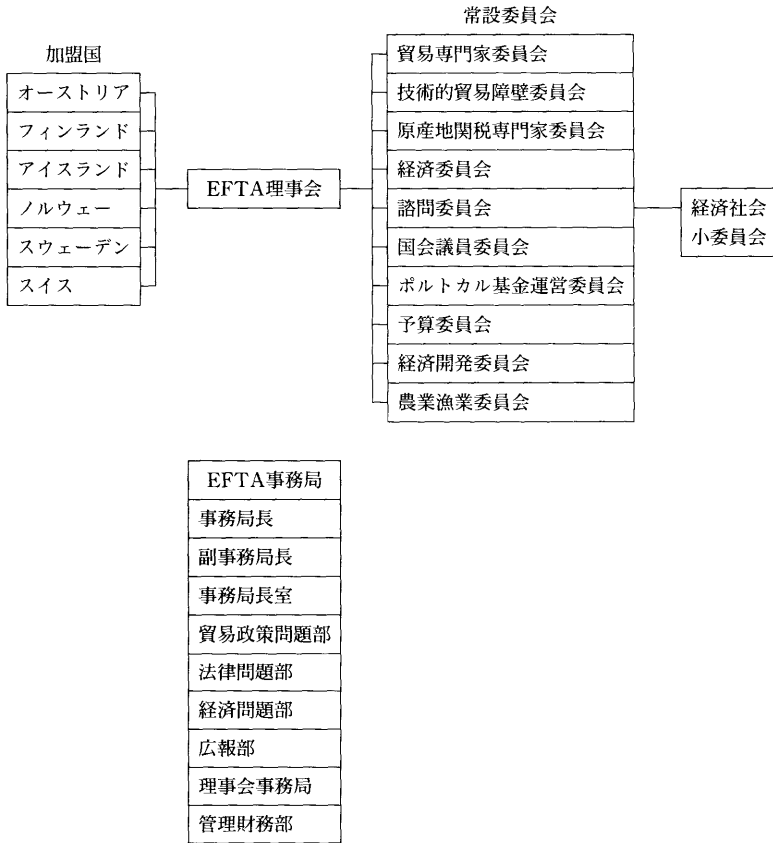 加盟国
オーストリア
フィンランド
アイスランド
ノルウェー
スウェーデン
スイス
EFTA理事会
常設委員会
貿易専門家委員会
技術的貿易障壁委員会
原産地関税専門家委員会
経済委員会
諮問委員会
国会議員委員会
ポルトカル基金運営委員会
予算委員会
経済開発委員会
農業漁業委員会
経済社会
小委員会
EFTA事務局
事務局長
副事務局長
事務局長室
貿易政策問題部
法律問題部
経済問題部
広報部
理事会事務局
管理財務部